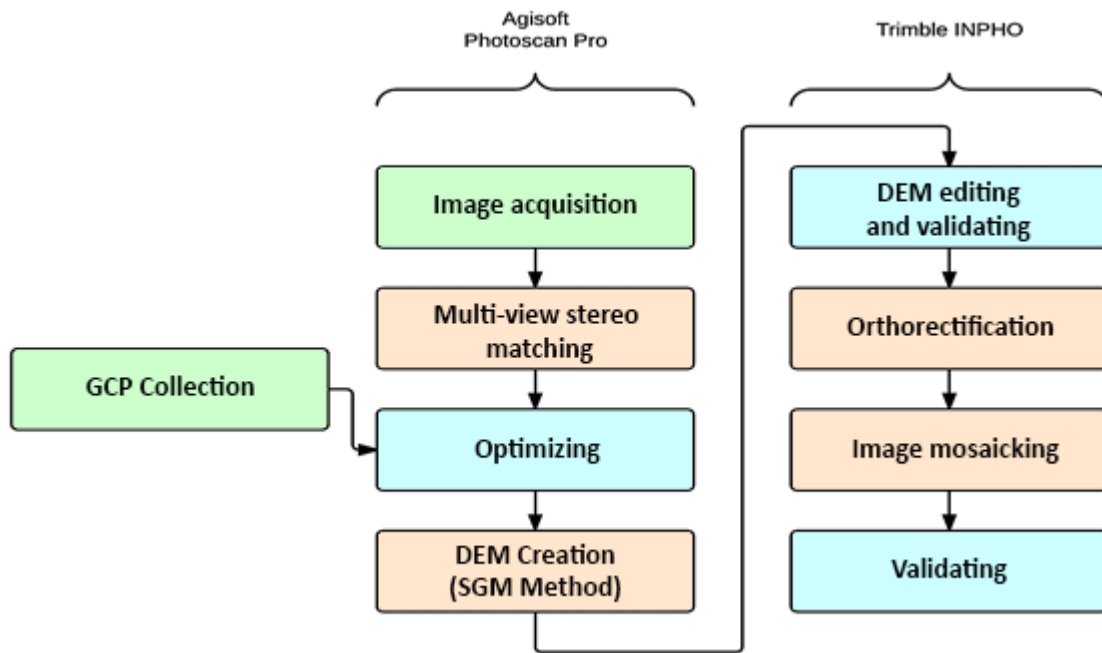 Agisoft
Photoscan Pro
Trimble INPHO
Image acquisition
Multi-view stereo
matching
GCP Collection
Optimizing
DEM Creation
(SGM Method)
DEM editing
and validating
Orthorectification
Image mosaicking
Validating